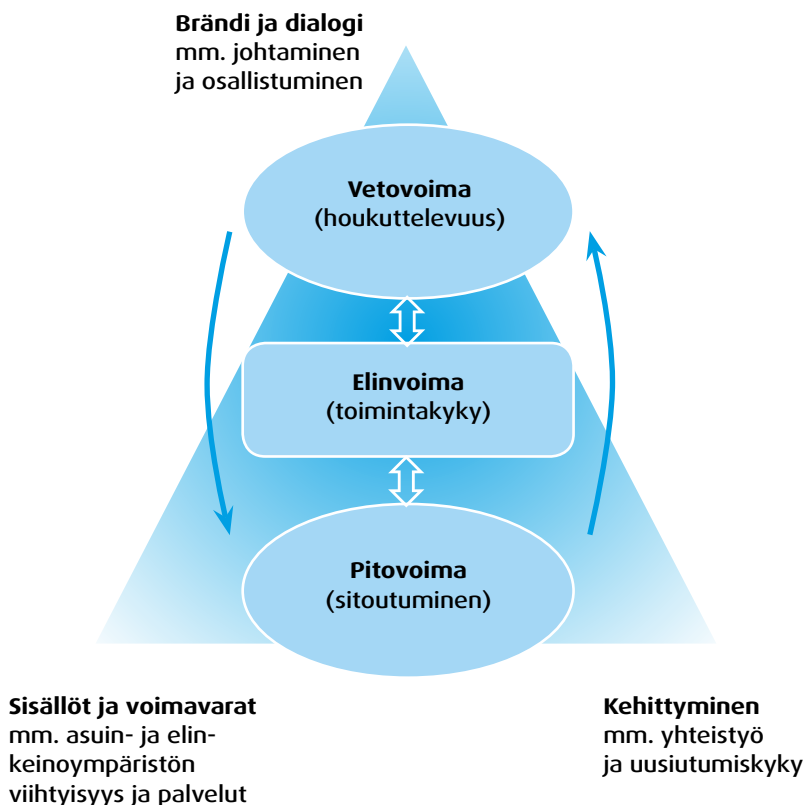 Brändi ja dialogi
mm. johtaminen
ja osallistuminen
Vetovoima
(houkuttelevuus)
Elinvoima
(toimintakyky)
Pitovoima
(sitoutuminen)
Sisällöt ja voimavarat
mm. asuin- ja elin-
keinoympäristön
viihtyisyys ja palvelut
Kehittyminen
mm. yhteistyö
ja uusiutumiskyky